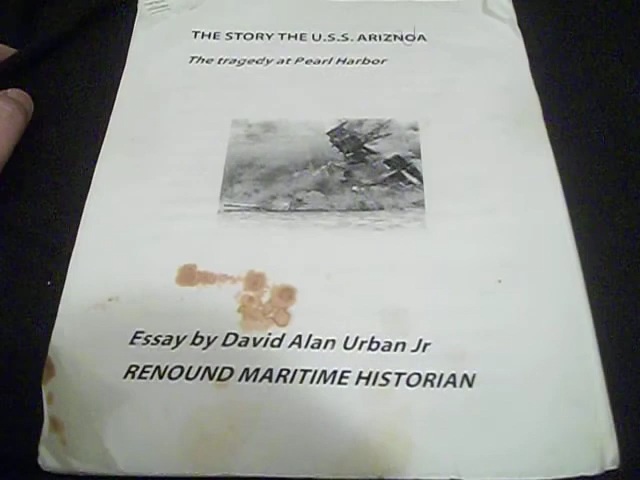 THE STORY THE U.S.S. ARIZNOA
The tragedy at Pearl Harbor
Essay by David Alan Urban Jr
RENOUND MARITIME HISTORIAN